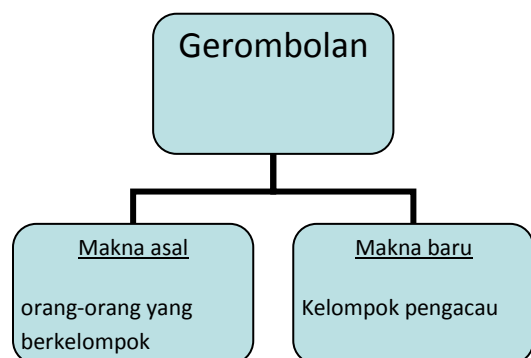 Gerombolan
Makna asal
orang-orang yang
berkelompok
Makna baru
Kelompok pengacau